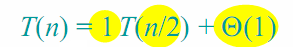 T(n) = 1 T(n/2) + Θ(1)